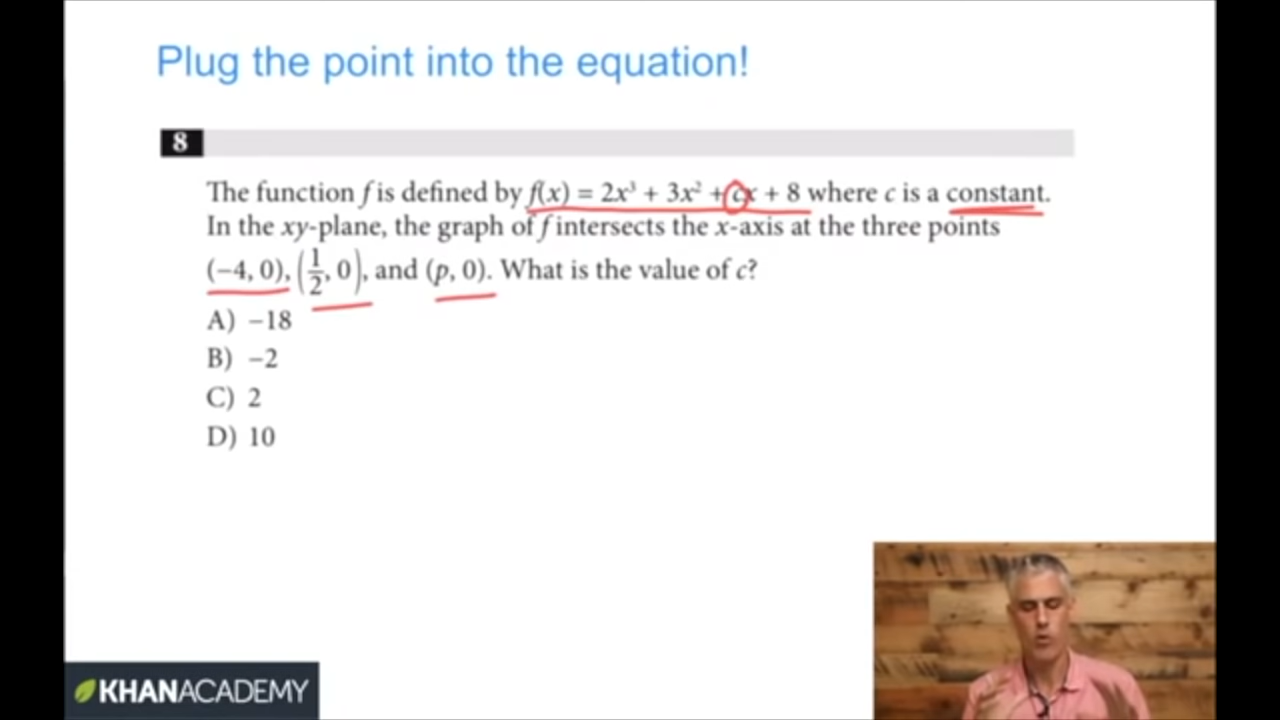 Plug the point into the equation!
8
The function f is defined by f(x) = 2x³ + 3x² + cx + 8 where c is a constant.
In the xy-plane, the graph of f intersects the x-axis at the three points
(−4, 0), (1/2, 0), and (p, 0). What is the value of c?
A) −18
B) −2
C) 2
D) 10
KHANACADEMY